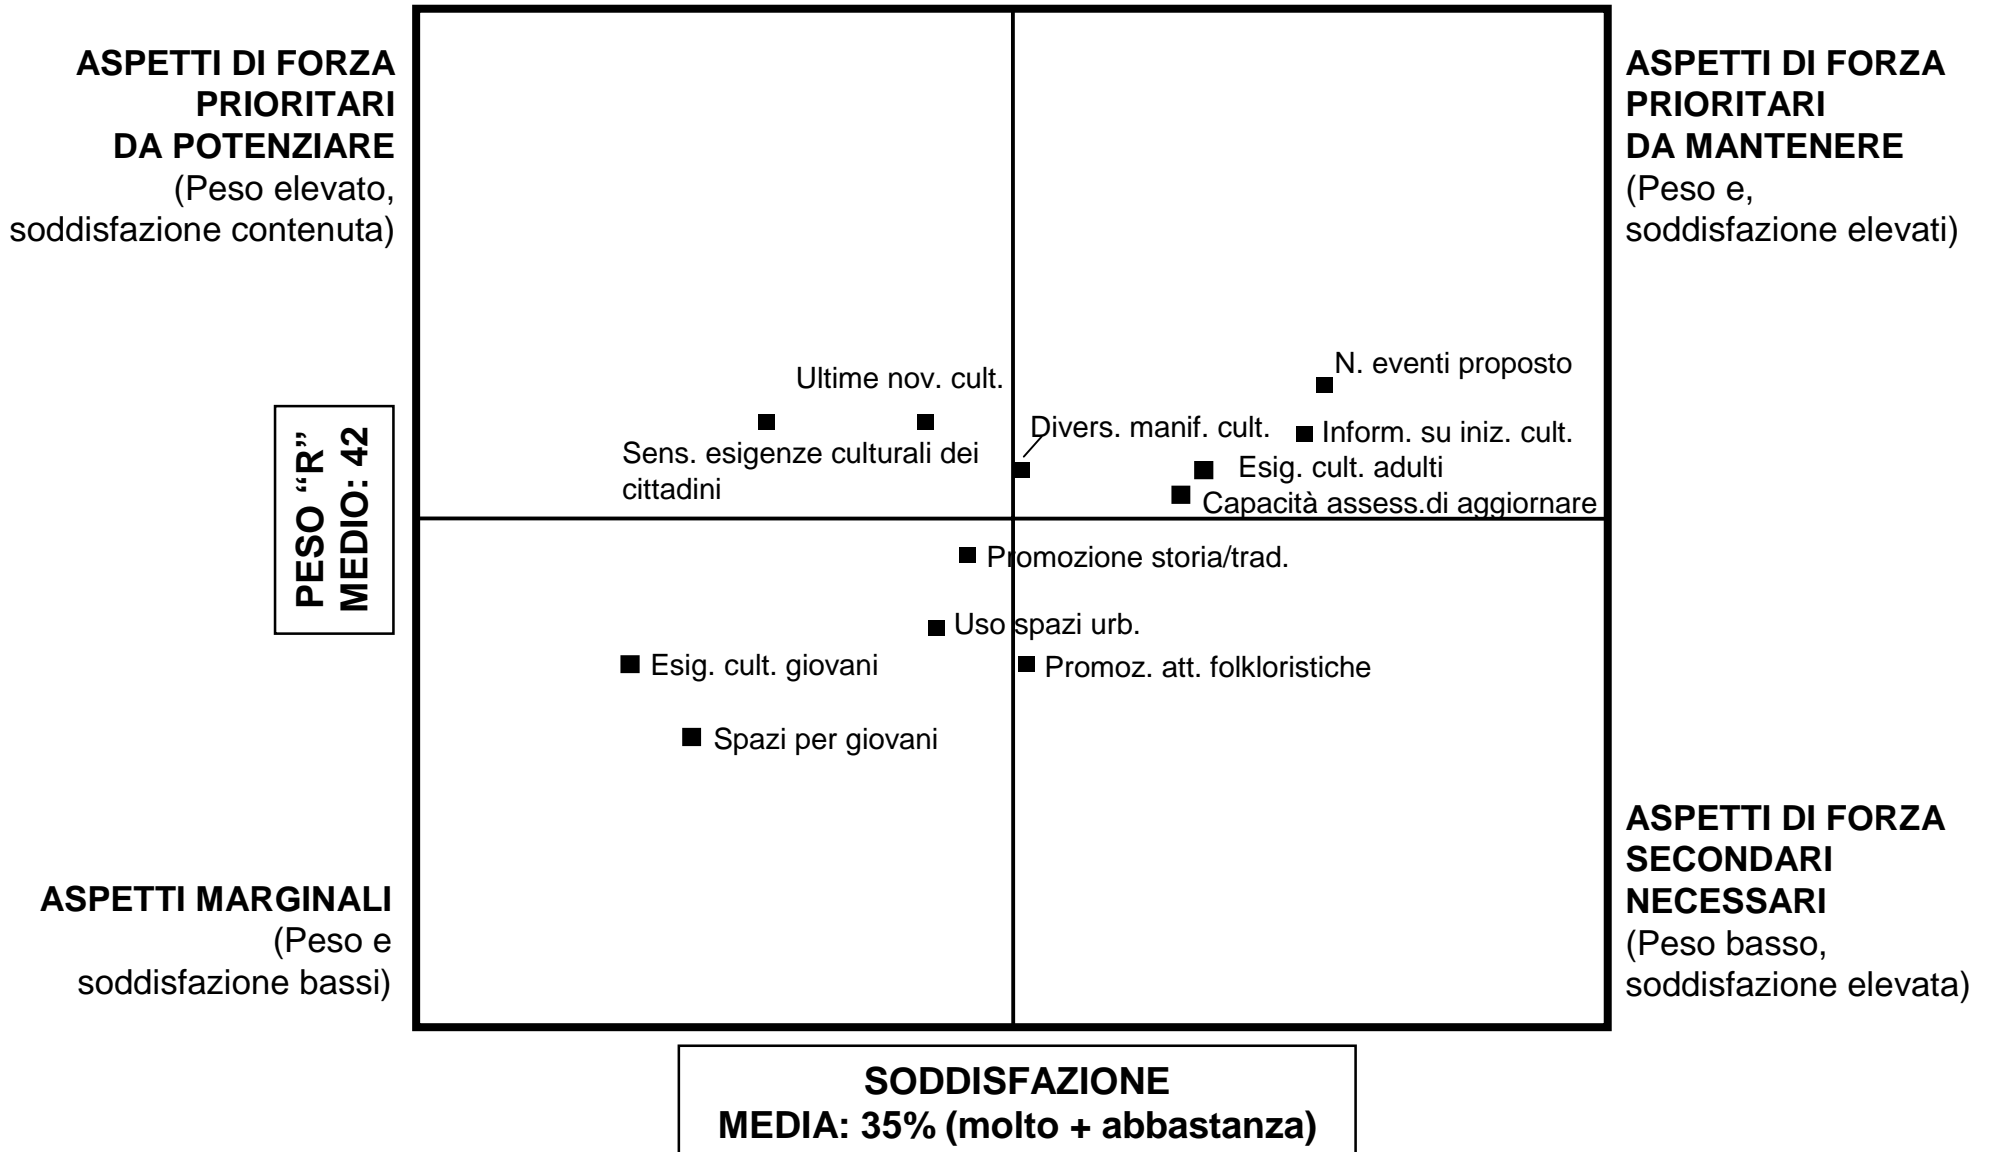 ASPETTI DI FORZA
PRIORITARI
DA POTENZIARE
(Peso elevato,
soddisfazione contenuta)
ASPETTI DI FORZA
PRIORITARI
DA MANTENERE
(Peso e,
soddisfazione elevati)
N. eventi proposto
Ultime nov. cult.
Divers. manif. cult.
Inform. su iniz. cult.
Sens. esigenze culturali dei
cittadini
Esig. cult. adulti
Capacità assess.di aggiornare
PESO “R”
MEDIO: 42
Promozione storia/trad.
Uso spazi urb.
Esig. cult. giovani
Promoz. att. folkloristiche
Spazi per giovani
ASPETTI MARGINALI
(Peso e
soddisfazione bassi)
ASPETTI DI FORZA
SECONDARI
NECESSARI
(Peso basso,
soddisfazione elevata)
SODDISFAZIONE
MEDIA: 35% (molto + abbastanza)